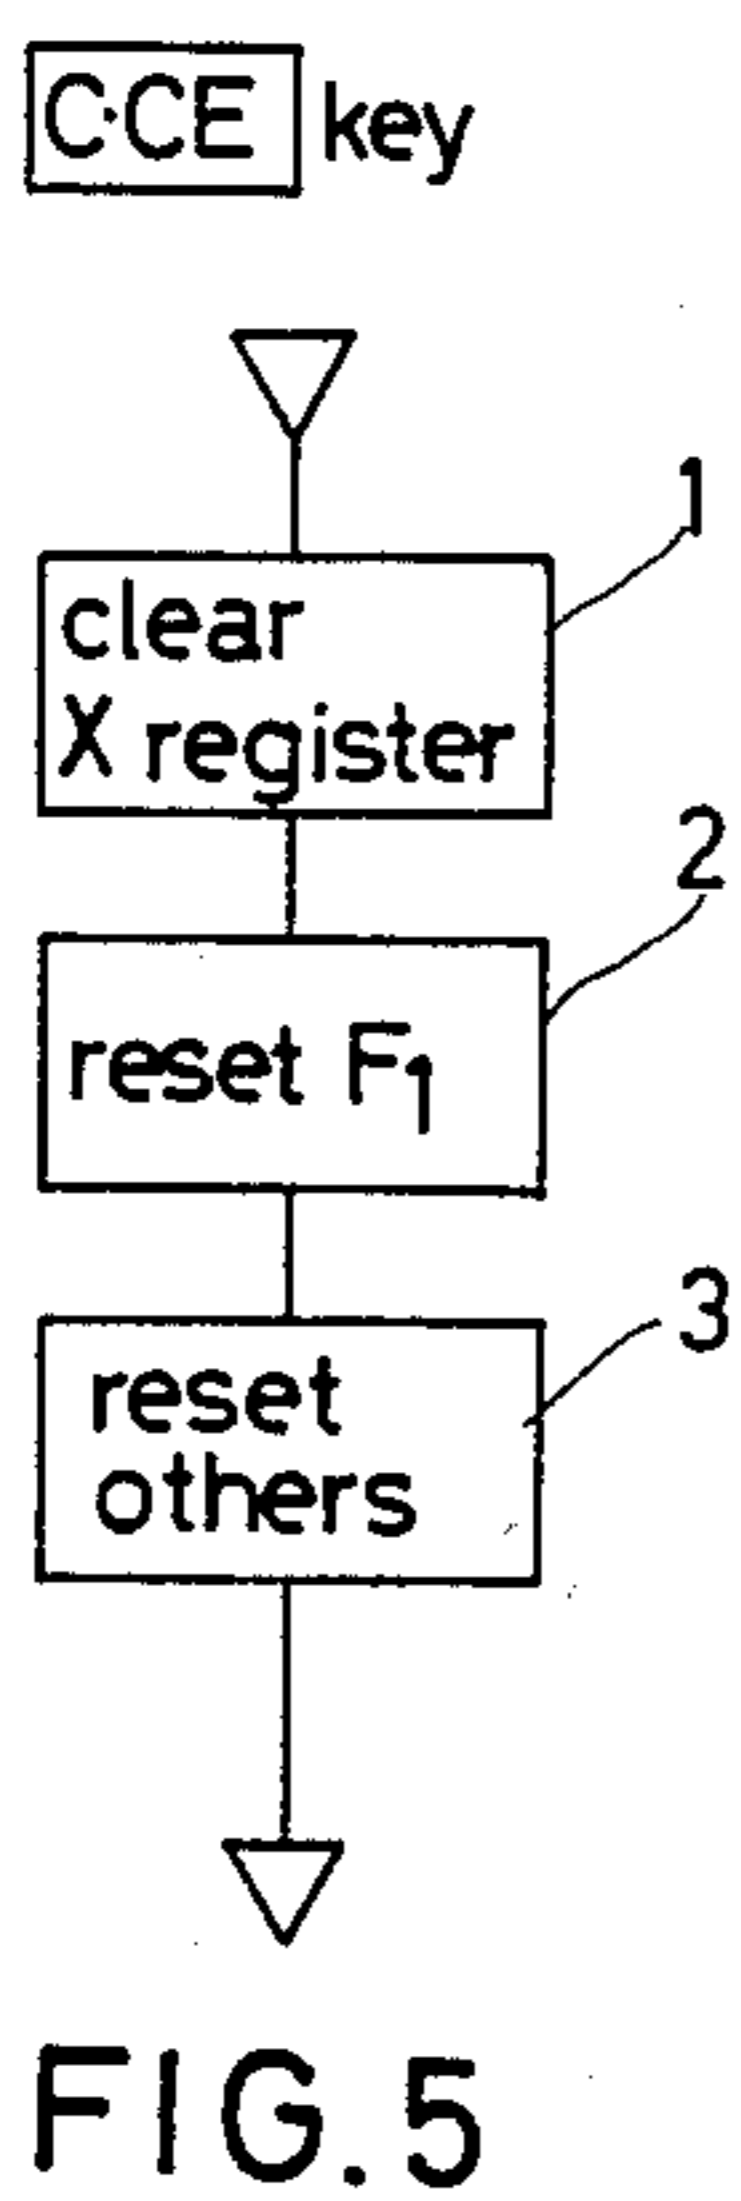 C·CE key
1
clear
X register
2
reset F₁
3
reset
others
FIG.5